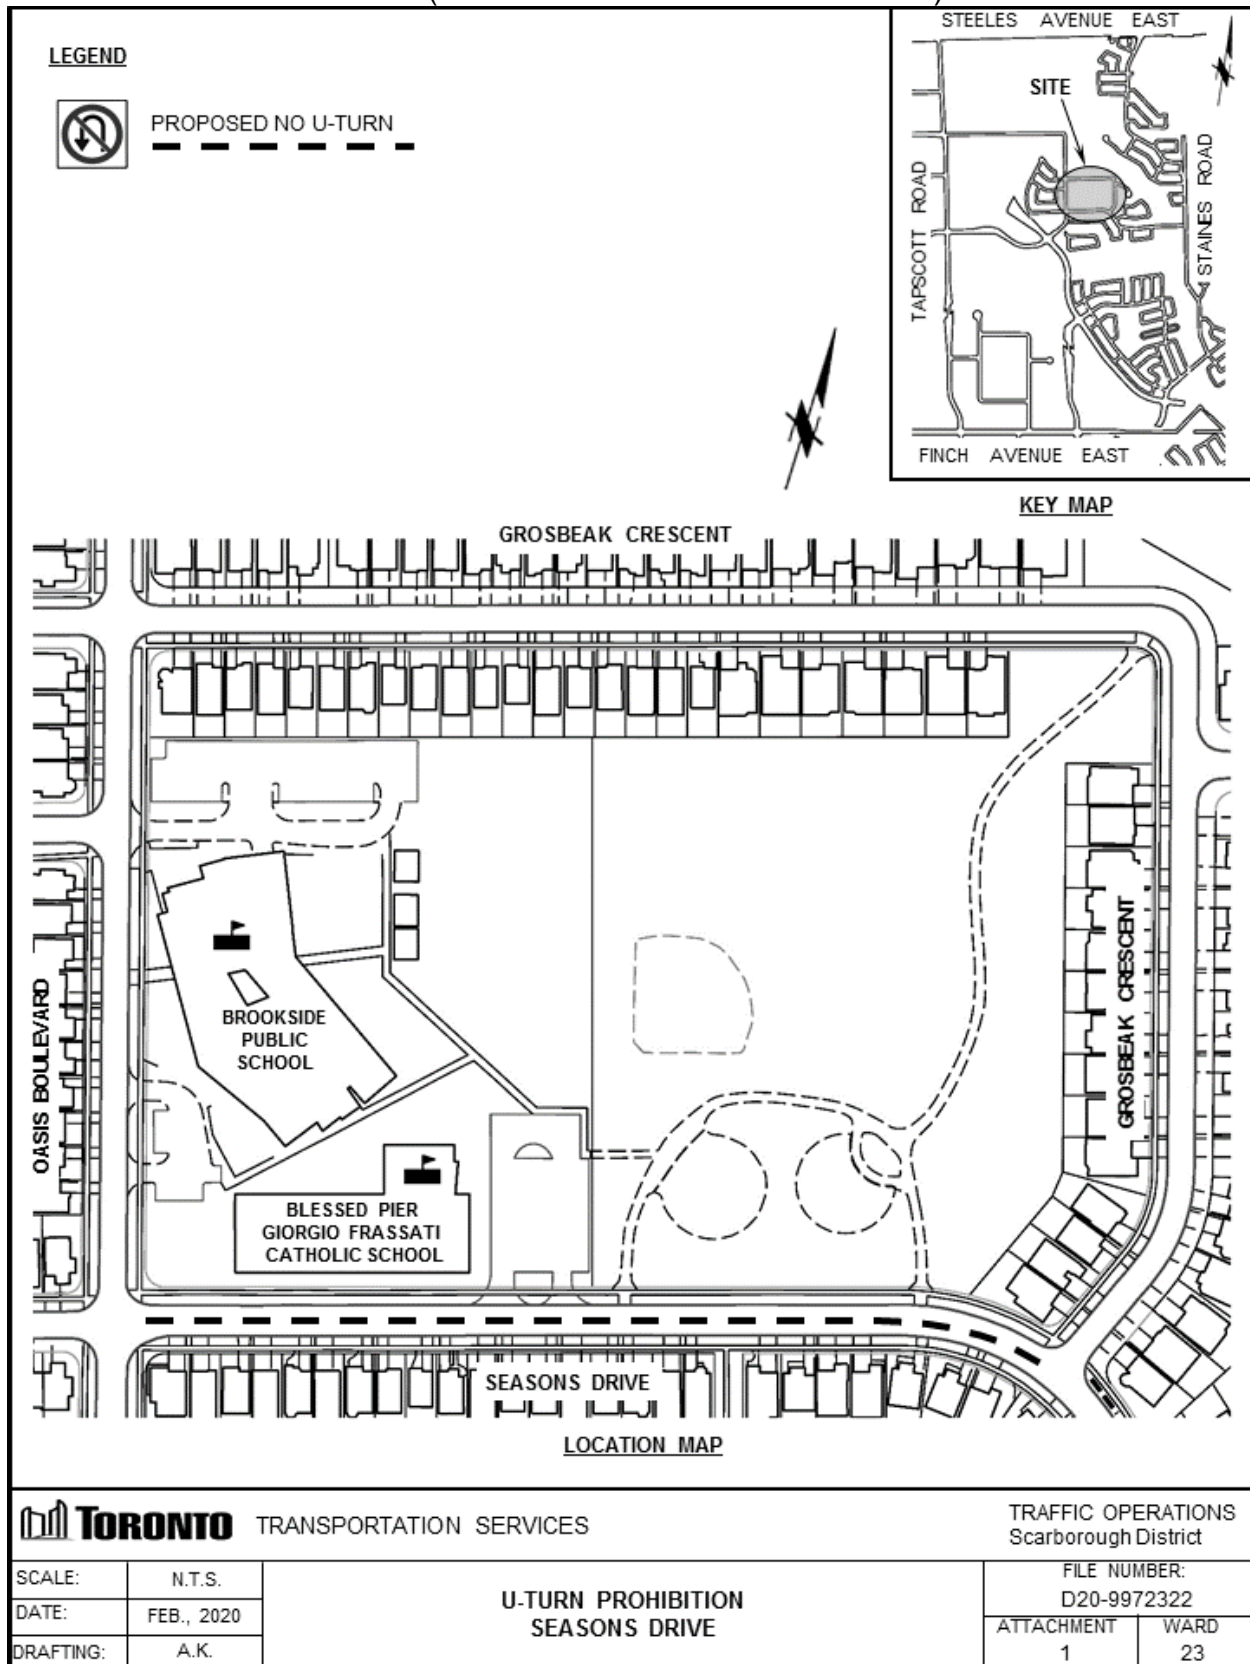 LEGEND
PROPOSED NO U-TURN
STEELES AVENUE EAST
SITE
TAPSCOTT ROAD
STAINES ROAD
FINCH AVENUE EAST
KEY MAP
GROSBEAK CRESCENT
OASIS BOULEVARD
BROOKSIDE
PUBLIC
SCHOOL
GROSBEAK CRESCENT
BLESSED PIER
GIORGIO FRASSATI
CATHOLIC SCHOOL
SEASONS DRIVE
LOCATION MAP
TORONTO TRANSPORTATION SERVICES
TRAFFIC OPERATIONS
Scarborough District
SCALE: N.T.S.
DATE: FEB., 2020
DRAFTING: A.K.
U-TURN PROHIBITION
SEASONS DRIVE
FILE NUMBER:
D20-9972322
ATTACHMENT WARD
1 23